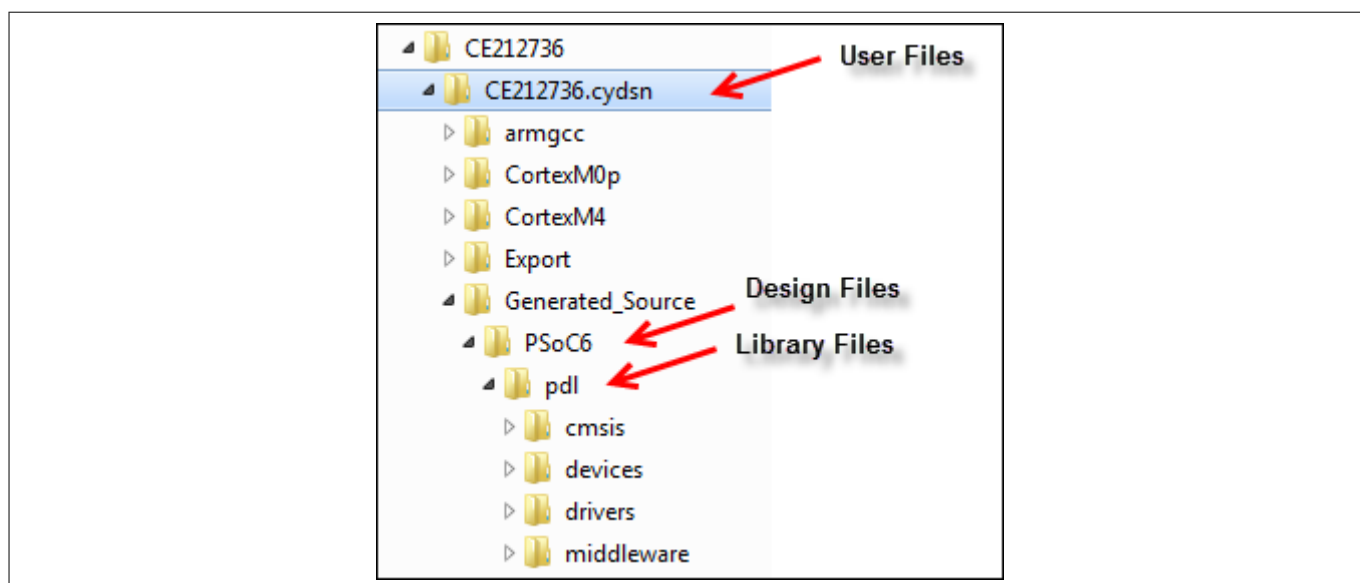 CE212736
User Files
CE212736.cydsn
armgcc
CortexM0p
CortexM4
Export
Design Files
Generated_Source
Library Files
PSoC6
pdl
cmsis
devices
drivers
middleware